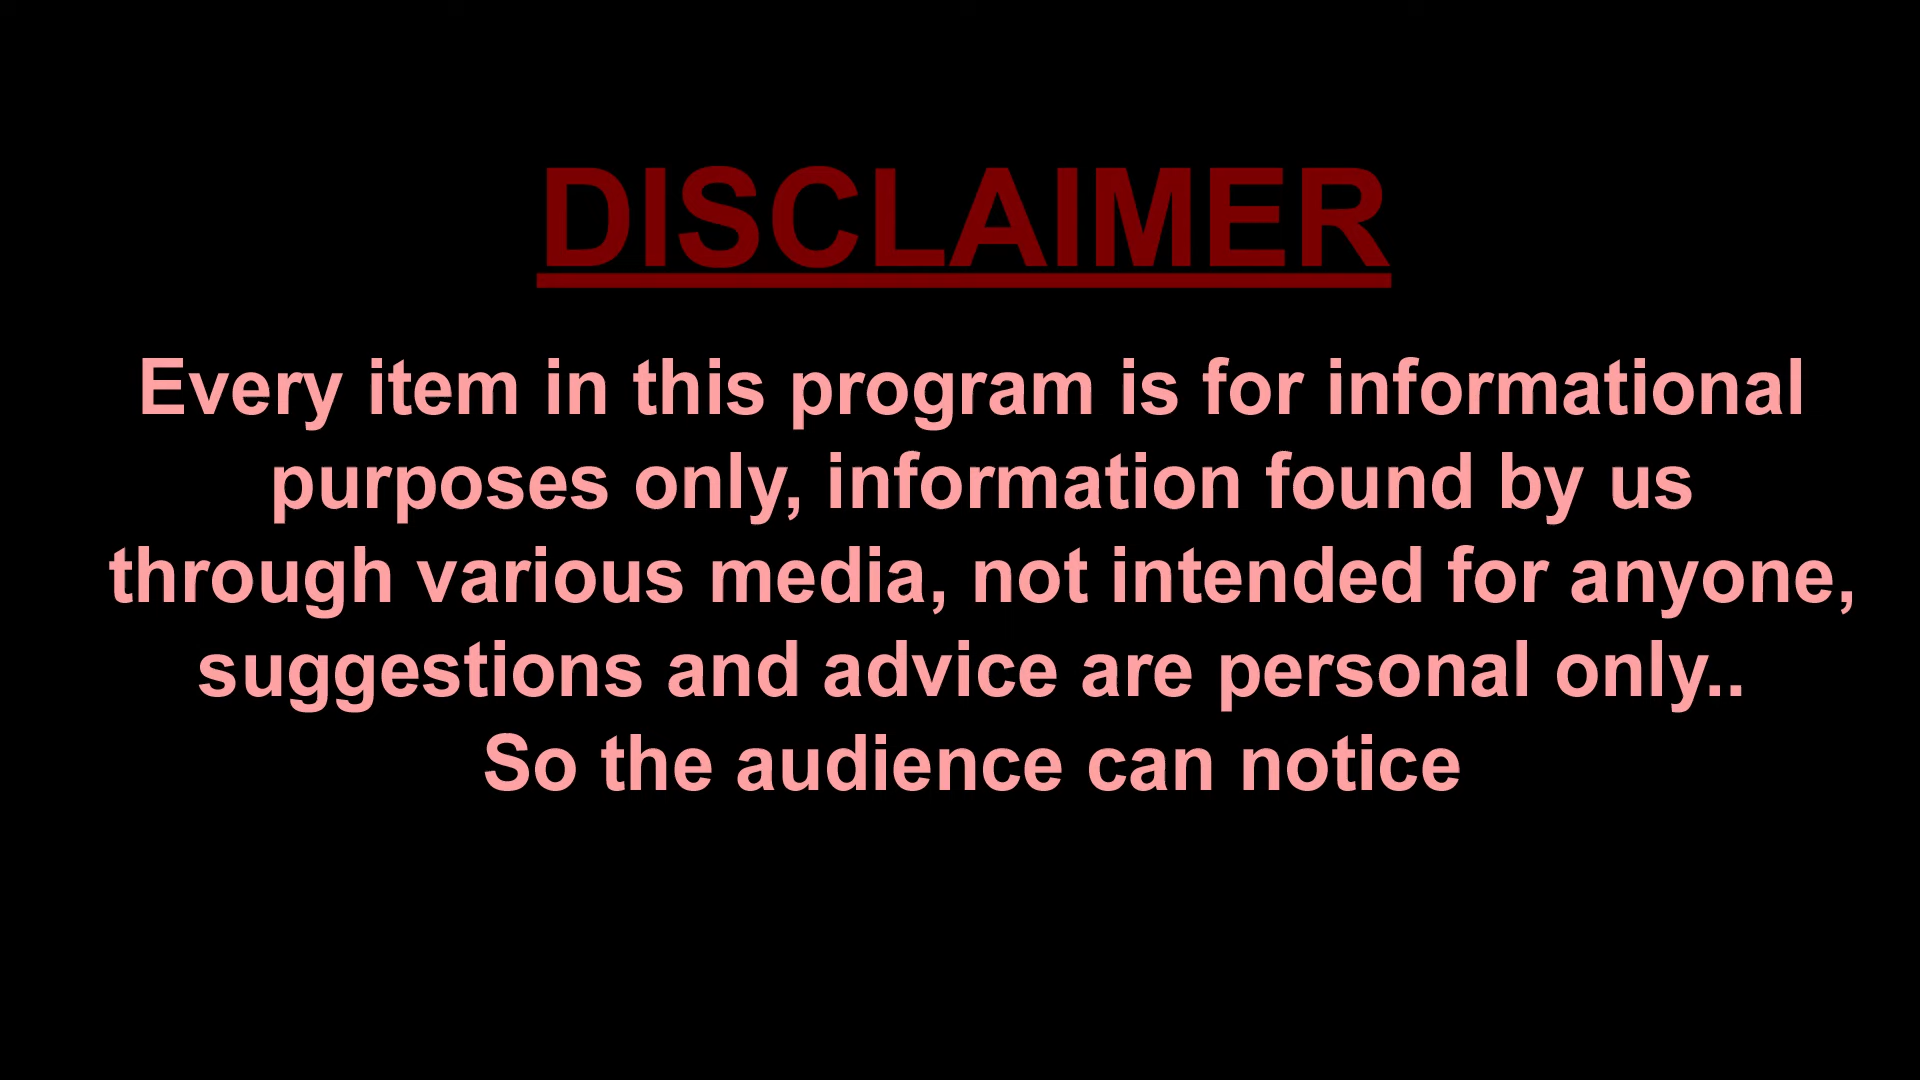 DISCLAIMER
Every item in this program is for informational
purposes only, information found by us
through various media, not intended for anyone,
suggestions and advice are personal only..
So the audience can notice